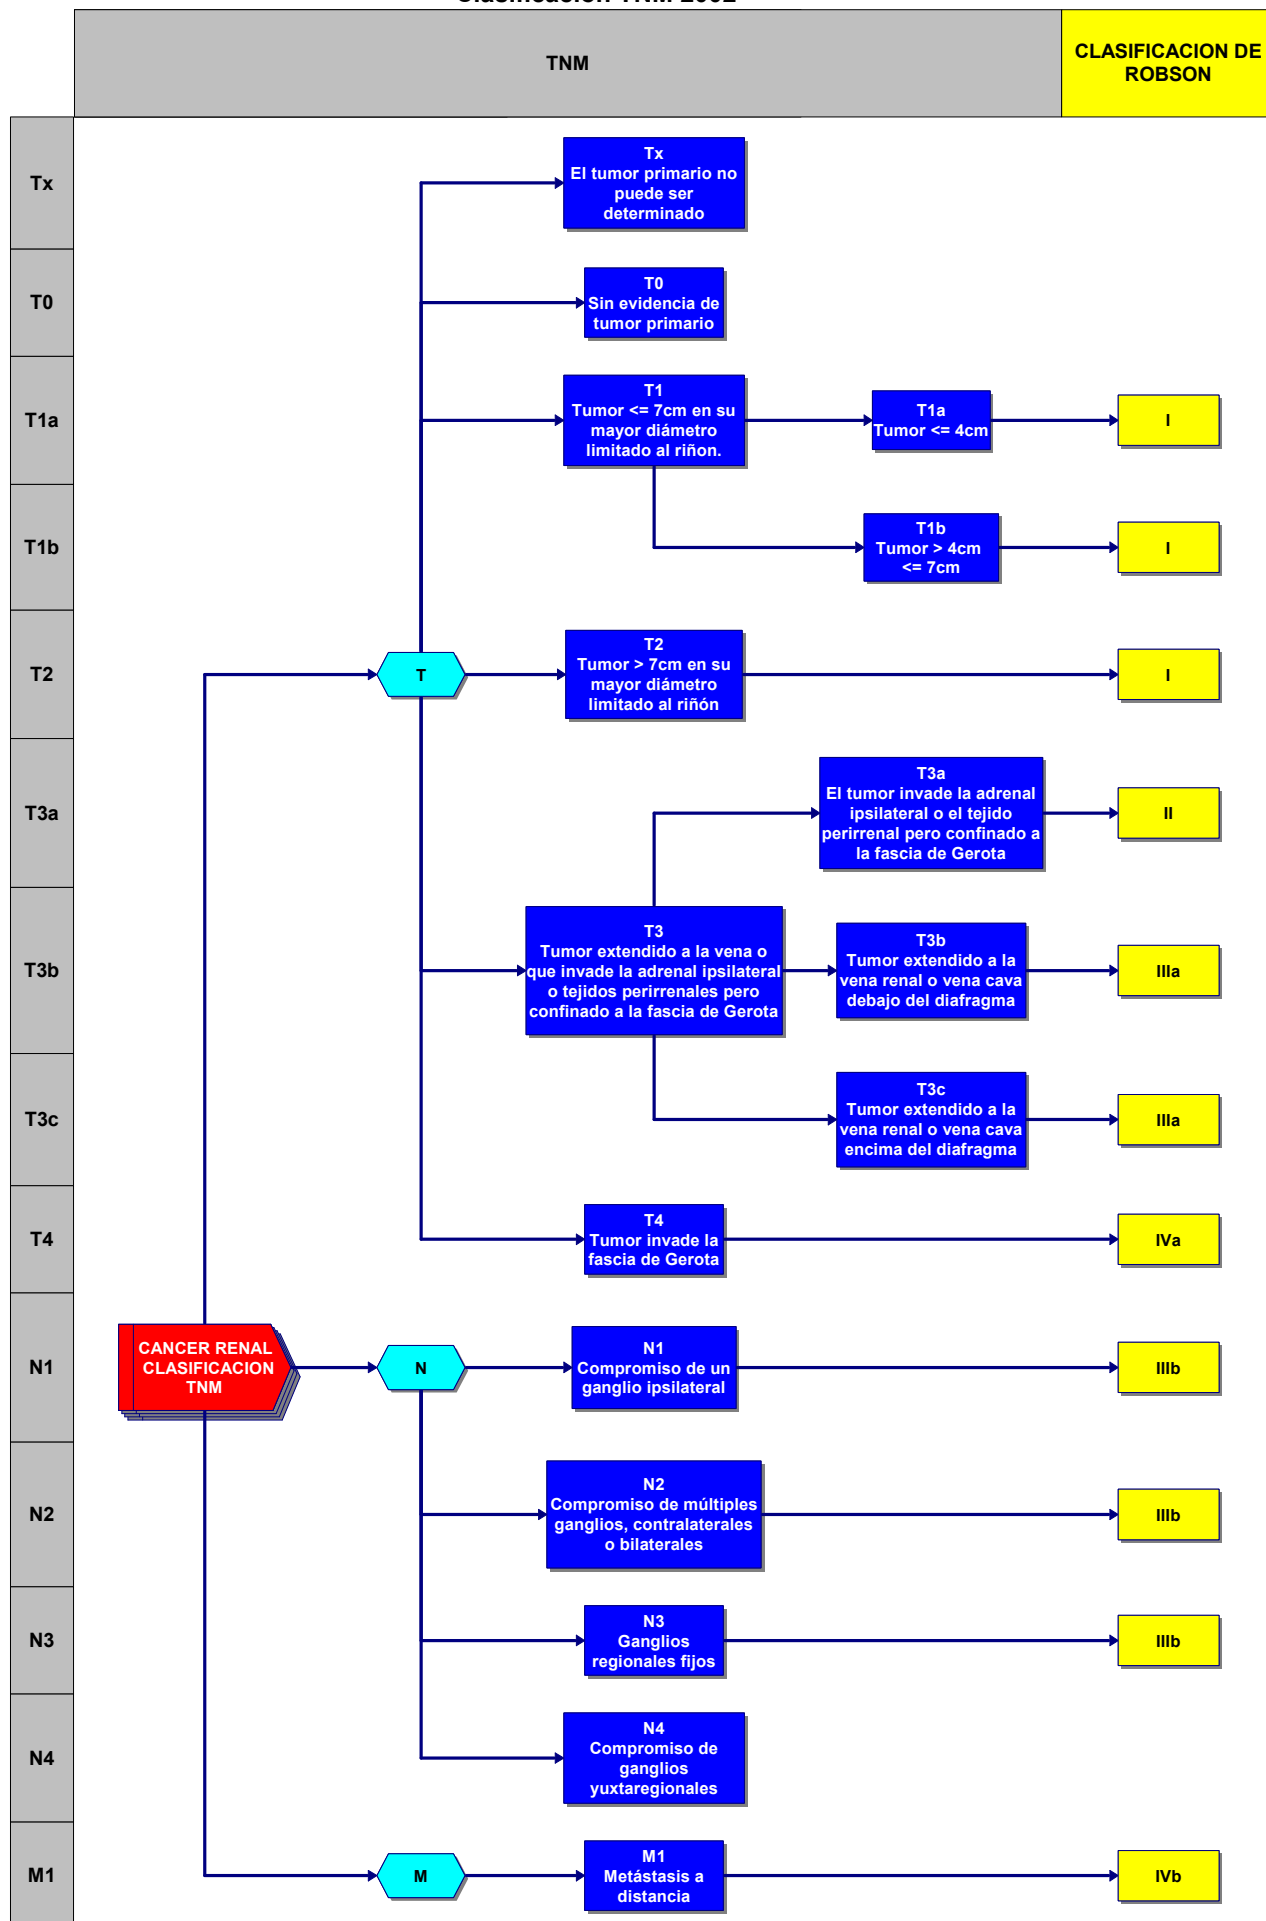 Clasificación TNM 2002
TNM
CLASIFICACION DE
ROBSON
Tx
Tx
El tumor primario no
puede ser
determinado
T0
T0
Sin evidencia de
tumor primario
T1a
T1
Tumor <= 7cm en su
mayor diámetro
limitado al riñon.
T1a
Tumor <= 4cm
I
T1b
T1b
Tumor > 4cm
<= 7cm
I
T2
T
T2
Tumor > 7cm en su
mayor diámetro
limitado al riñón
I
T3a
T3a
El tumor invade la adrenal
ipsilateral o el tejido
perirrenal pero confinado a
la fascia de Gerota
II
T3b
T3
Tumor extendido a la vena o
que invade la adrenal ipsilateral
o tejidos perirrenales pero
confinado a la fascia de Gerota
T3b
Tumor extendido a la
vena renal o vena cava
debajo del diafragma
IIIa
T3c
T3c
Tumor extendido a la
vena renal o vena cava
encima del diafragma
IIIa
T4
T4
Tumor invade la
fascia de Gerota
IVa
N1
CANCER RENAL
CLASIFICACION
TNM
N
N1
Compromiso de un
ganglio ipsilateral
IIIb
N2
N2
Compromiso de múltiples
ganglios, contralaterales
o bilaterales
IIIb
N3
N3
Ganglios
regionales fijos
IIIb
N4
N4
Compromiso de
ganglios
yuxtaregionales
M1
M
M1
Metástasis a
distancia
IVb